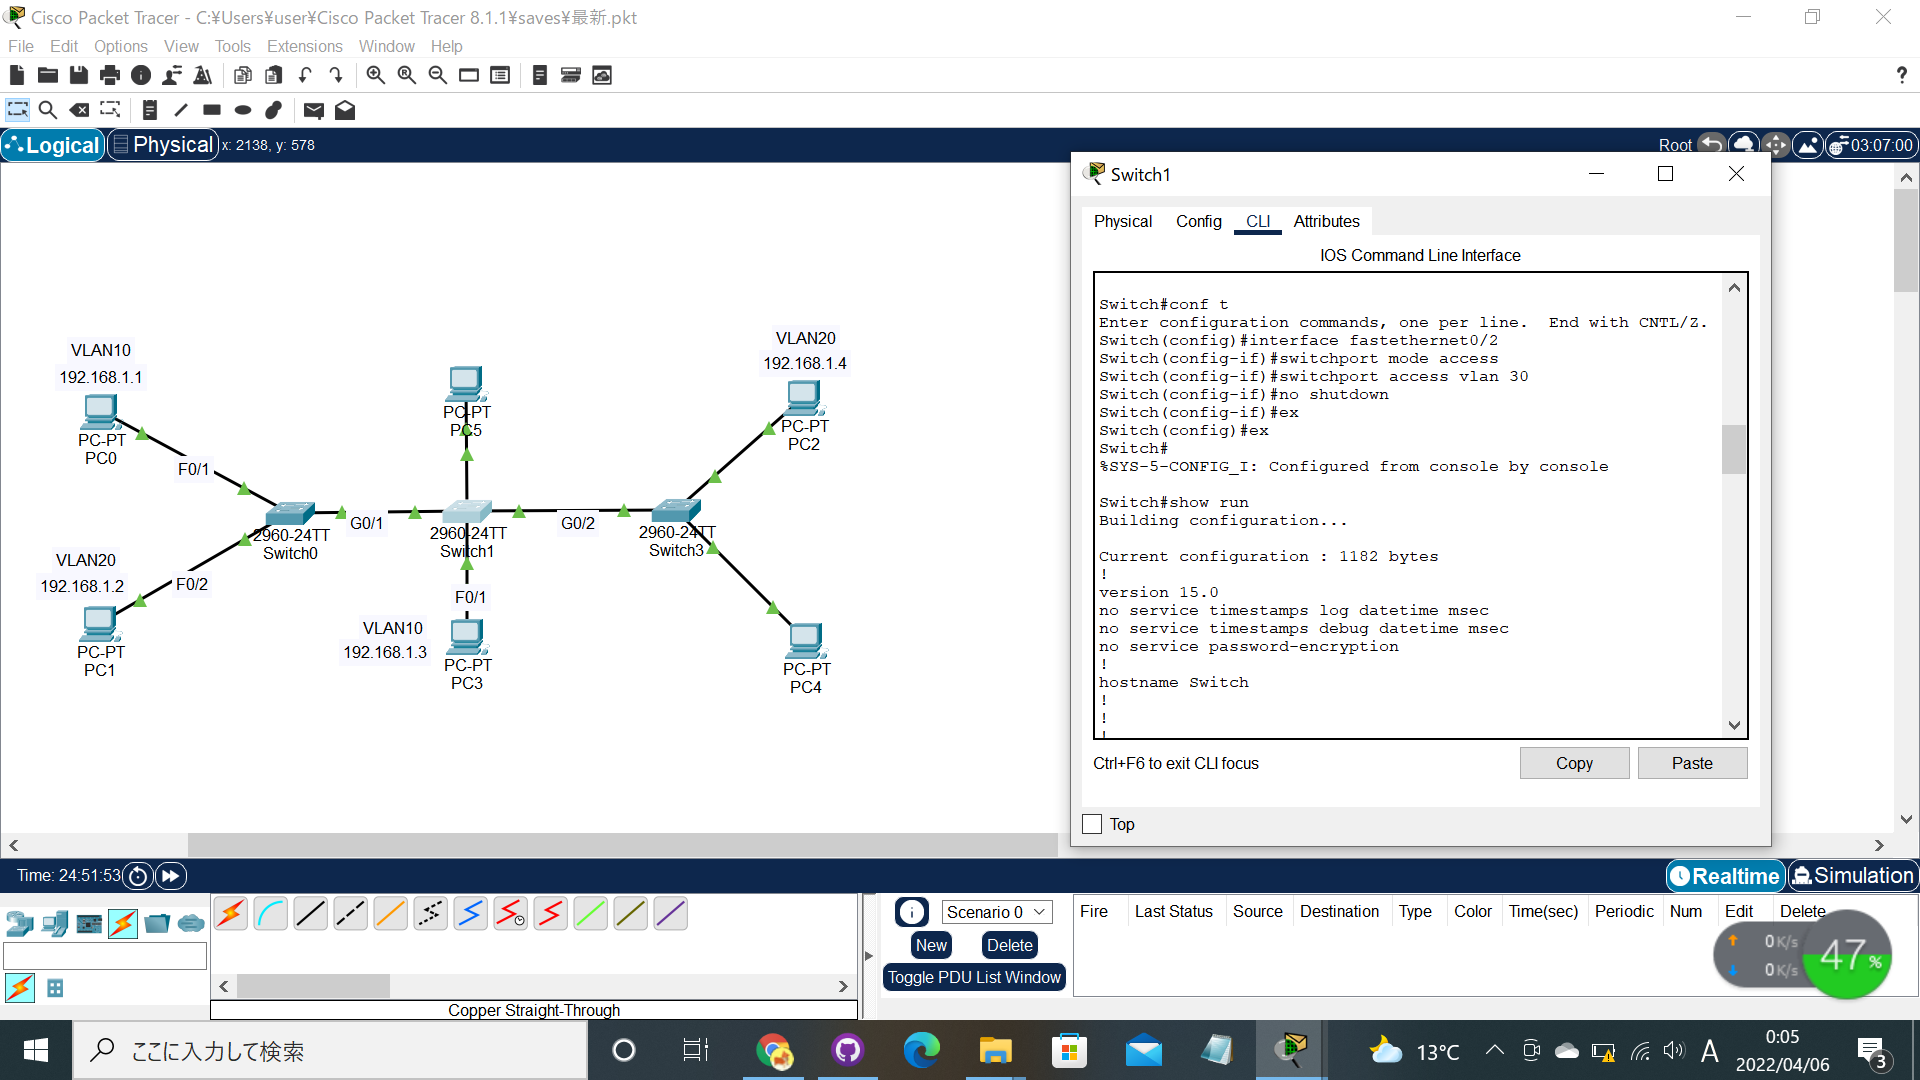 Cisco Packet Tracer - C:¥Users¥user¥Cisco Packet Tracer 8.1.1¥saves¥最新.pkt
File Edit Options View Tools Extensions Window Help
?
Logical Physical x: 2138, y: 578
Root 03:07:00
VLAN10
192.168.1.1
PC-PT
PC0
F0/1
VLAN20
192.168.1.2
PC-PT
PC1
F0/2
2960-24TT
Switch0
G0/1
PC-PT
PC5
2960-24TT
Switch1
F0/1
VLAN10
192.168.1.3
PC-PT
PC3
G0/2
2960-24TT
Switch3
VLAN20
192.168.1.4
PC-PT
PC2
PC-PT
PC4
Switch1
Physical Config CLI Attributes
IOS Command Line Interface
Switch#conf t
Enter configuration commands, one per line.  End with CNTL/Z.
Switch(config)#interface fastethernet0/2
Switch(config-if)#switchport mode access
Switch(config-if)#switchport access vlan 30
Switch(config-if)#no shutdown
Switch(config-if)#ex
Switch(config)#ex
Switch#
%SYS-5-CONFIG_I: Configured from console by console
Switch#show run
Building configuration...
Current configuration : 1182 bytes
!
version 15.0
no service timestamps log datetime msec
no service timestamps debug datetime msec
no service password-encryption
!
hostname Switch
!
!
!
Ctrl+F6 to exit CLI focus
Copy Paste
Top
Time: 24:51:53
Realtime Simulation
Scenario 0
New Delete
Toggle PDU List Window
Fire Last Status Source Destination Type Color Time(sec) Periodic Num Edit Delete
0K/s
0K/s
47%
Copper Straight-Through
ここに入力して検索
13°C
A
0:05
2022/04/06
3